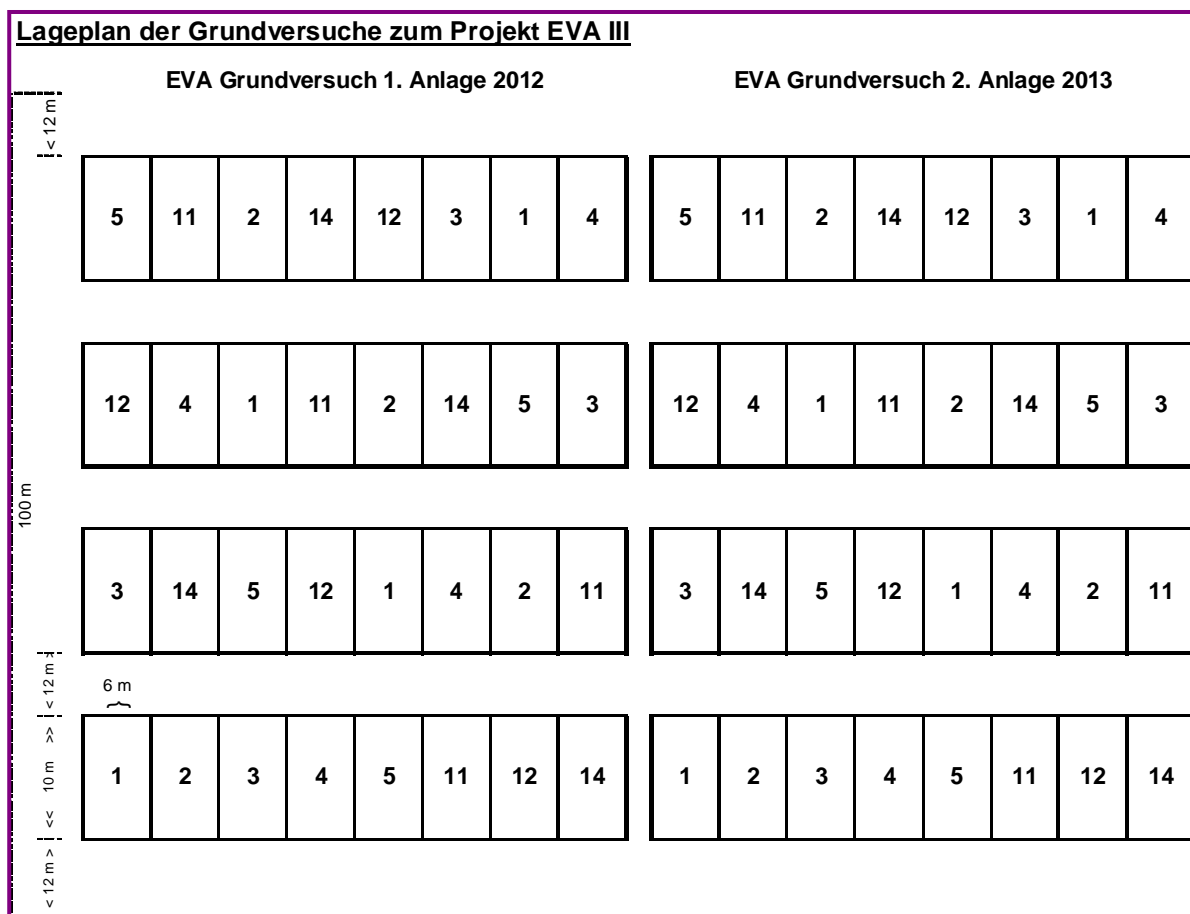 Lageplan der Grundversuche zum Projekt EVA III
EVA Grundversuch 1. Anlage 2012 EVA Grundversuch 2. Anlage 2013
< 12 m
5 11 2 14 12 3 1 4 5 11 2 14 12 3 1 4
12 4 1 11 2 14 5 3 12 4 1 11 2 14 5 3
100 m
3 14 5 12 1 4 2 11 3 14 5 12 1 4 2 11
< 12 m >
6 m
<< 10 m >>
1 2 3 4 5 11 12 14 1 2 3 4 5 11 12 14
< 12 m >